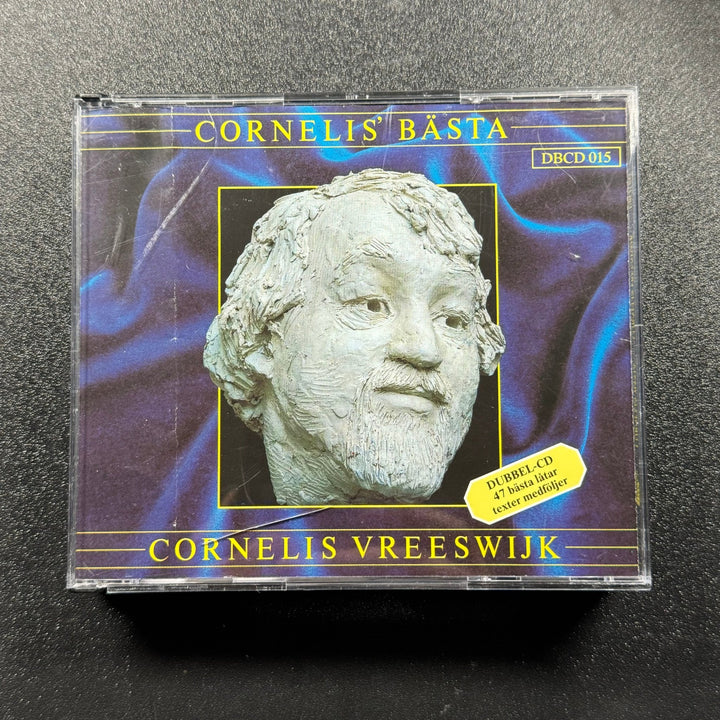 CORNELIS' BÄSTA
DBCD 015
DUBBEL-CD
47 bästa låtar
texter medföljer
CORNELIS VREESWIJK